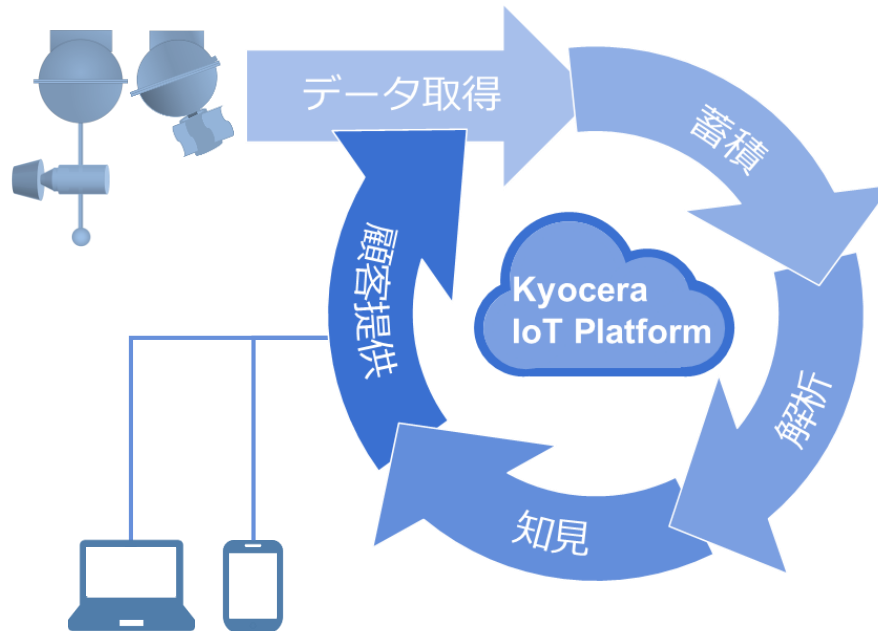 データ取得
蓄積
解析
知見
顧客提供
Kyocera
IoT Platform